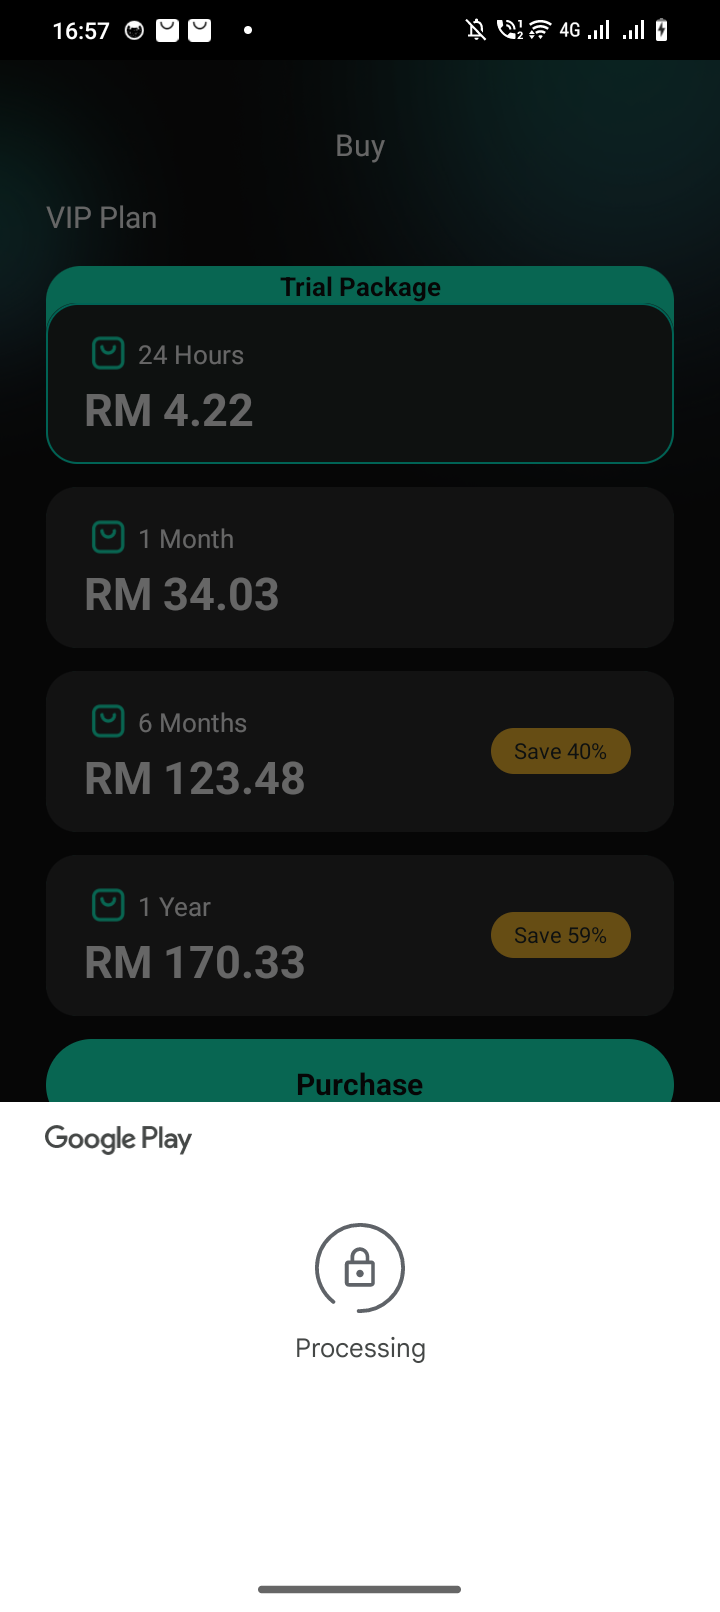 16:57
4G
Buy
VIP Plan
Trial Package
24 Hours
RM 4.22
1 Month
RM 34.03
6 Months
RM 123.48
Save 40%
1 Year
RM 170.33
Save 59%
Purchase
Google Play
Processing